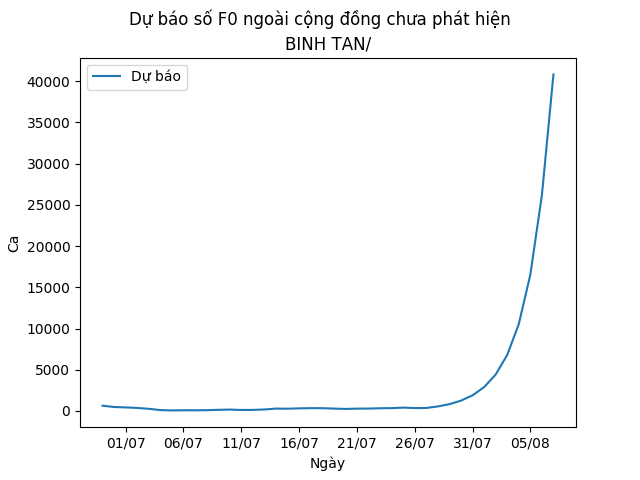 Dự báo số F0 ngoài cộng đồng chưa phát hiện
BINH TAN/
Dự báo
40000
35000
30000
25000
20000
15000
10000
5000
0
Ca
01/07 06/07 11/07 16/07 21/07 26/07 31/07 05/08
Ngày